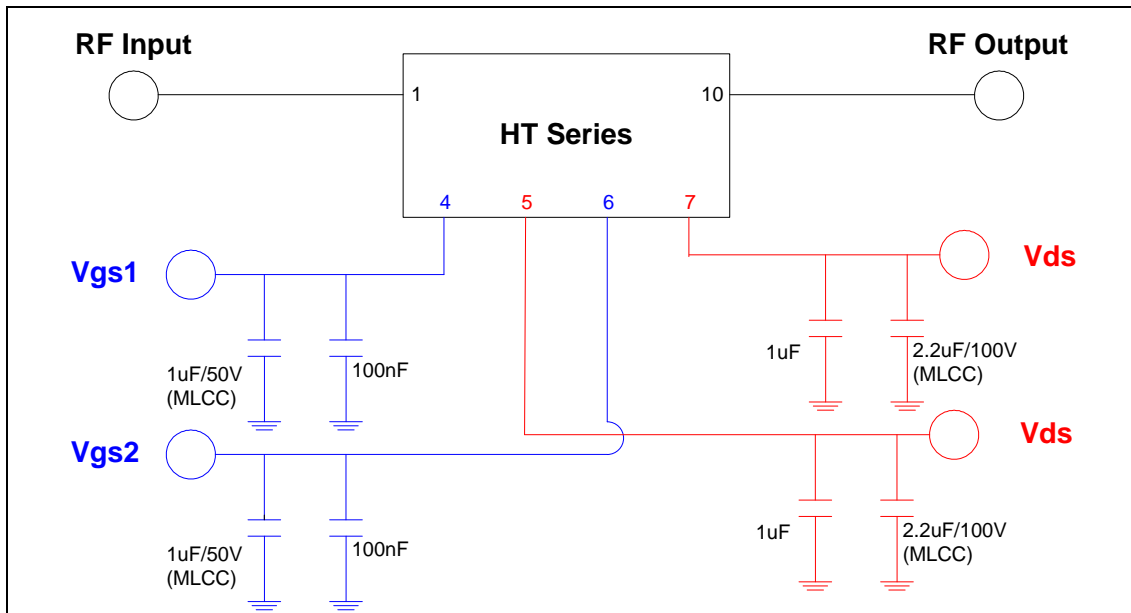 RF Input
RF Output
1
10
HT Series
4
5
6
7
Vgs1
Vds
1uF/50V
(MLCC)
100nF
1uF
2.2uF/100V
(MLCC)
Vgs2
Vds
1uF/50V
(MLCC)
100nF
1uF
2.2uF/100V
(MLCC)